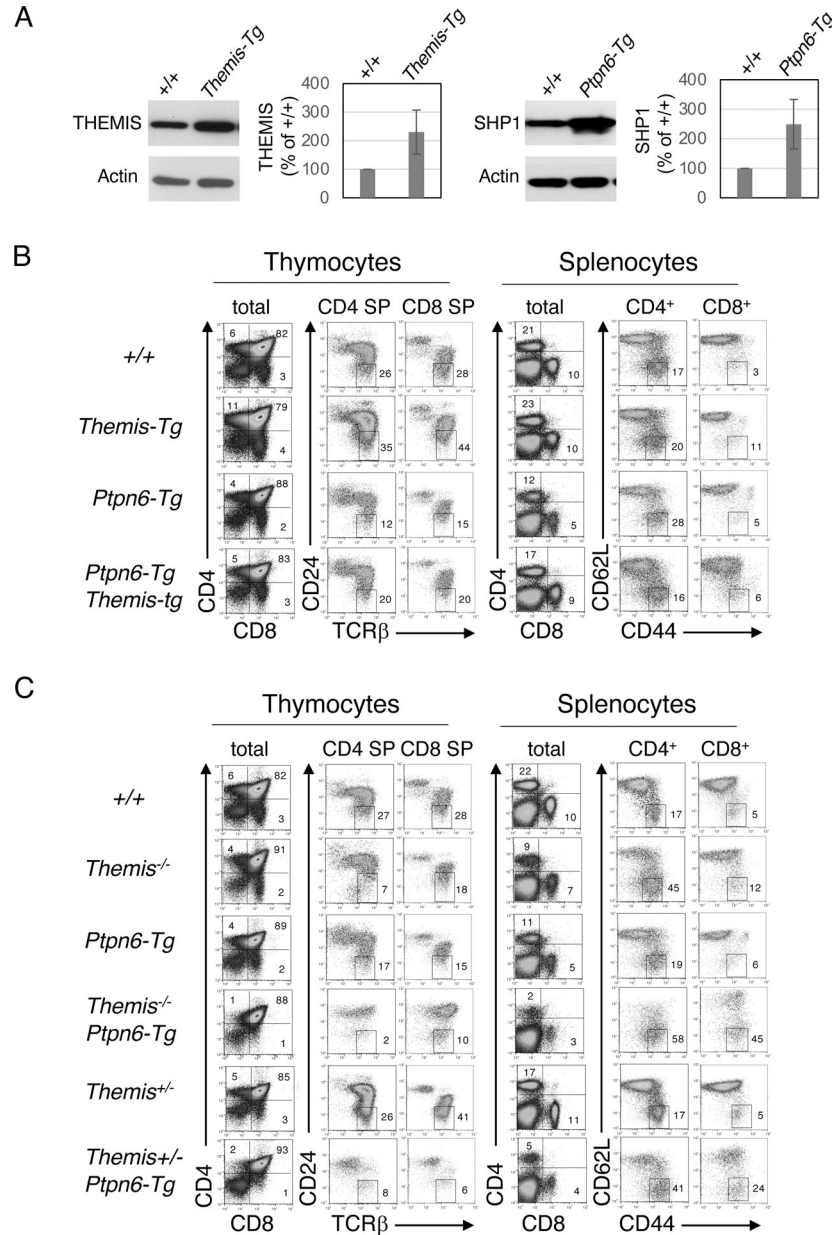 A
+/+ Themis-Tg
THEMIS
Actin
THEMIS
(% of +/+)
400
300
200
100
0
+/+ Themis-Tg
+/+ Ptpn6-Tg
SHP1
Actin
SHP1
(% of +/+)
400
300
200
100
0
+/+ Ptpn6-Tg
B
Thymocytes Splenocytes
total CD4 SP CD8 SP total CD4⁺ CD8⁺
+/+
6 82 3 26 28 21 10 17 3
Themis-Tg
11 79 4 35 44 23 10 20 11
Ptpn6-Tg
4 88 2 12 15 12 5 28 5
Ptpn6-Tg
Themis-tg
5 83 3 20 20 17 9 16 6
CD4 CD24 CD4 CD62L
CD8 TCRβ CD8 CD44
C
Thymocytes Splenocytes
total CD4 SP CD8 SP total CD4⁺ CD8⁺
+/+
6 82 3 27 28 22 10 17 5
Themis⁻/⁻
4 91 2 7 18 9 7 45 12
Ptpn6-Tg
4 89 2 17 15 11 5 19 6
Themis⁻/⁻
Ptpn6-Tg
1 88 1 2 10 2 3 58 45
Themis⁺/⁻
5 85 3 26 41 17 11 17 5
Themis+/-
Ptpn6-Tg
2 93 1 8 6 5 4 41 24
CD4 CD24 CD4 CD62L
CD8 TCRβ CD8 CD44